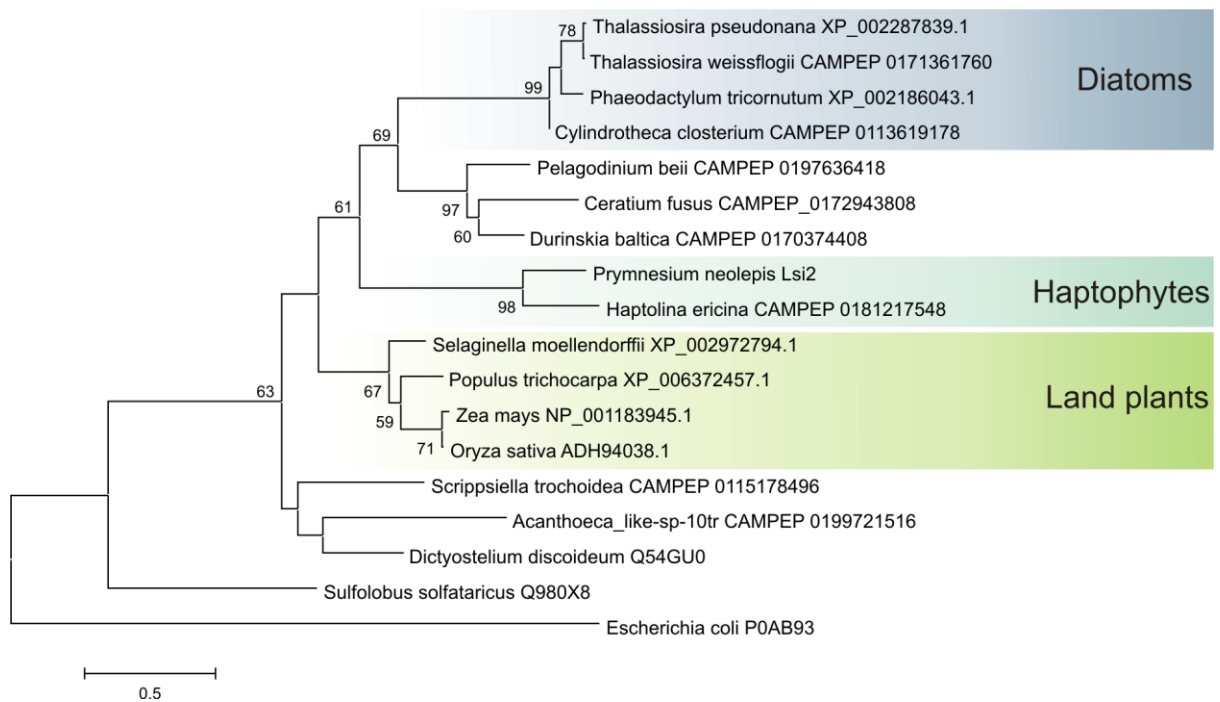 78
Thalassiosira pseudonana XP_002287839.1
Thalassiosira weissflogii CAMPEP 0171361760
Diatoms
99
Phaeodactylum tricornutum XP_002186043.1
Cylindrotheca closterium CAMPEP 0113619178
69
Pelagodinium beii CAMPEP 0197636418
97
Ceratium fusus CAMPEP_0172943808
61
60
Durinskia baltica CAMPEP 0170374408
Prymnesium neolepis Lsi2
Haptophytes
98
Haptolina ericina CAMPEP 0181217548
Selaginella moellendorffii XP_002972794.1
67
Populus trichocarpa XP_006372457.1
Land plants
63
59
Zea mays NP_001183945.1
71
Oryza sativa ADH94038.1
Scrippsiella trochoidea CAMPEP 0115178496
Acanthoeca_like-sp-10tr CAMPEP 0199721516
Dictyostelium discoideum Q54GU0
Sulfolobus solfataricus Q980X8
Escherichia coli P0AB93
0.5